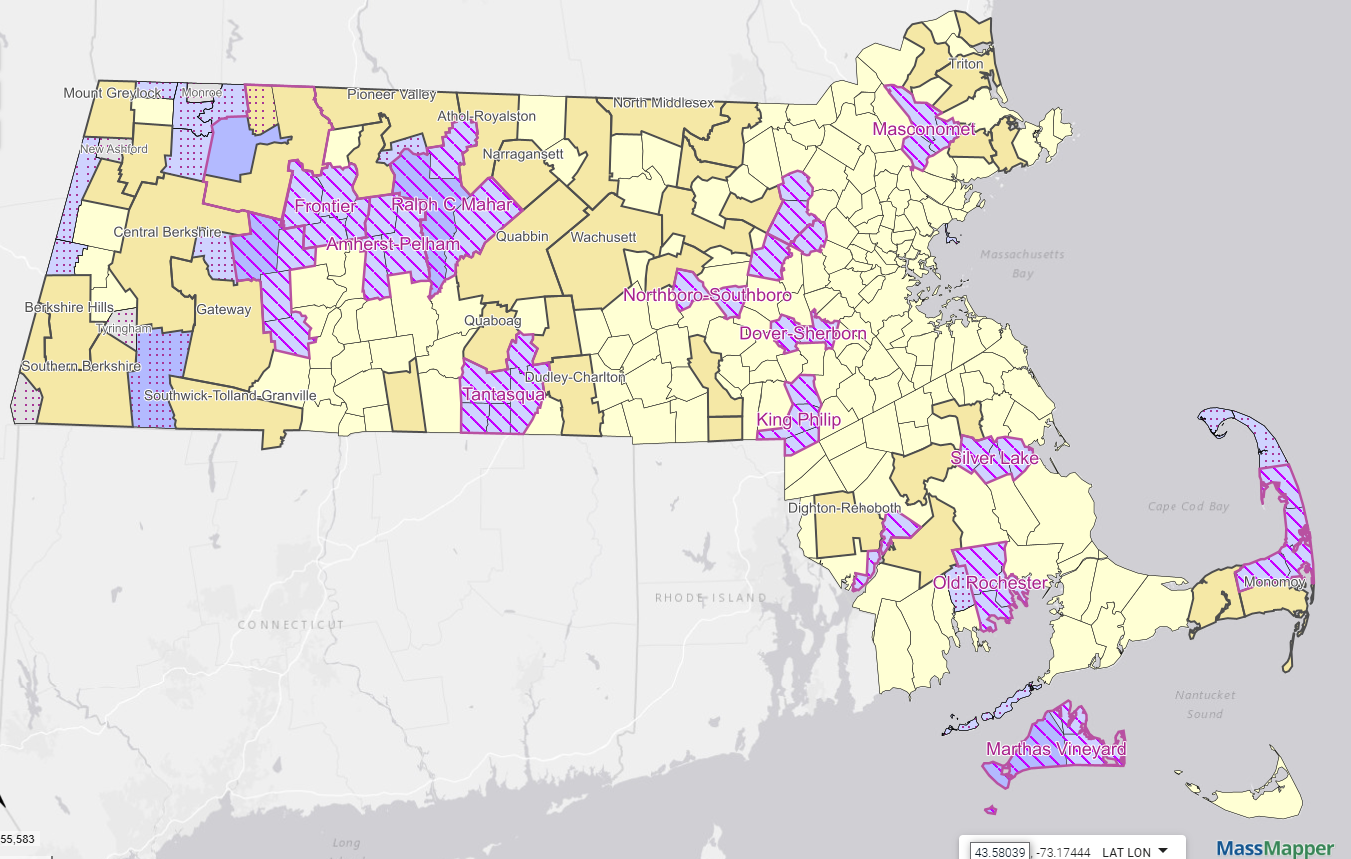 Triton
Mount Greylock
Monroe
Pioneer Valley
North Middlesex
Athol-Royalston
Masconomet
New Ashford
Narragansett
Frontier
Ralph C Mahar
Central Berkshire
Amherst-Pelham
Quabbin
Wachusett
Massachusetts
Bay
Berkshire Hills
Gateway
Northboro-Southboro
Tyringham
Quaboag
Dover-Sherborn
Southern Berkshire
Dudley-Charlton
Southwick-Tolland-Granville
Tantasqua
King Philip
Silver Lake
Dighton-Rehoboth
Cape Cod Bay
Old Rochester
Monomoy
RHODE ISLAND
CONNECTICUT
Nantucket
Sound
Marthas Vineyard
55,583
Long
43.58039 , -73.17444 LAT LON
MassMapper